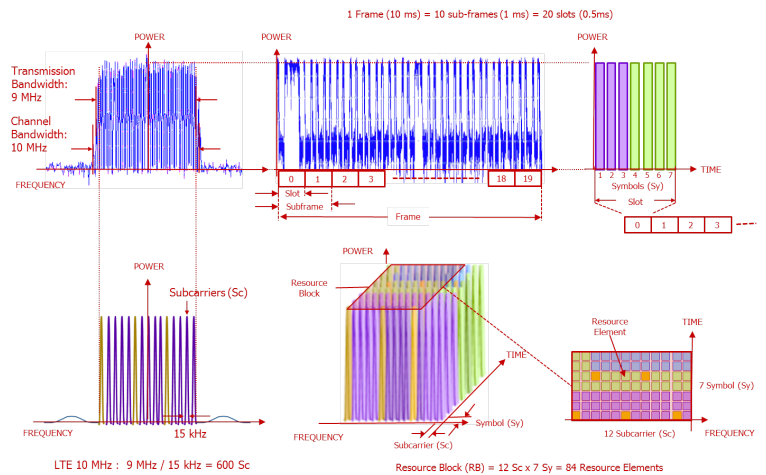 1 Frame (10 ms) = 10 sub-frames (1 ms) = 20 slots (0.5ms)
POWER
POWER
POWER
Transmission
Bandwidth:
9 MHz
Channel
Bandwidth:
10 MHz
FREQUENCY
0 1 2 3 18 19
Slot
Subframe
Frame
1 2 3 4 5 6 7
TIME
Symbols (Sy)
Slot
0 1 2 3
POWER
Subcarriers (Sc)
15 kHz
FREQUENCY
LTE 10 MHz : 9 MHz / 15 kHz = 600 Sc
POWER
Resource
Block
TIME
Symbol (Sy)
FREQUENCY
Subcarrier (Sc)
Resource
Element
TIME
7 Symbol (Sy)
12 Subcarrier (Sc)
FREQUENCY
Resource Block (RB) = 12 Sc x 7 Sy = 84 Resource Elements